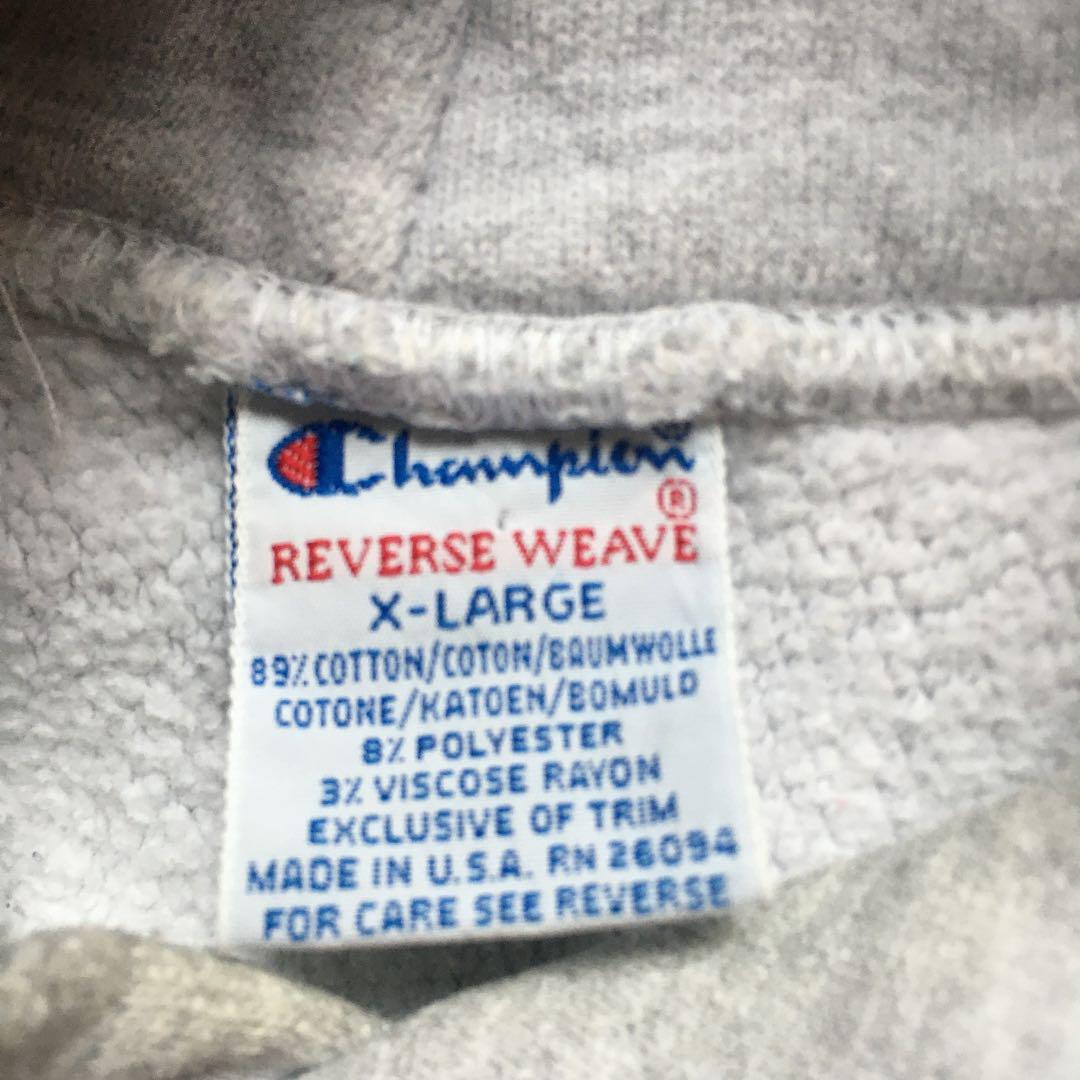 Champion®
®
REVERSE WEAVE
X-LARGE
89% COTTON/COTON/BAUMWOLLE
COTONE/KATOEN/BOMULD
8% POLYESTER
3% VISCOSE RAYON
EXCLUSIVE OF TRIM
MADE IN U.S.A. RN 26094
FOR CARE SEE REVERSE